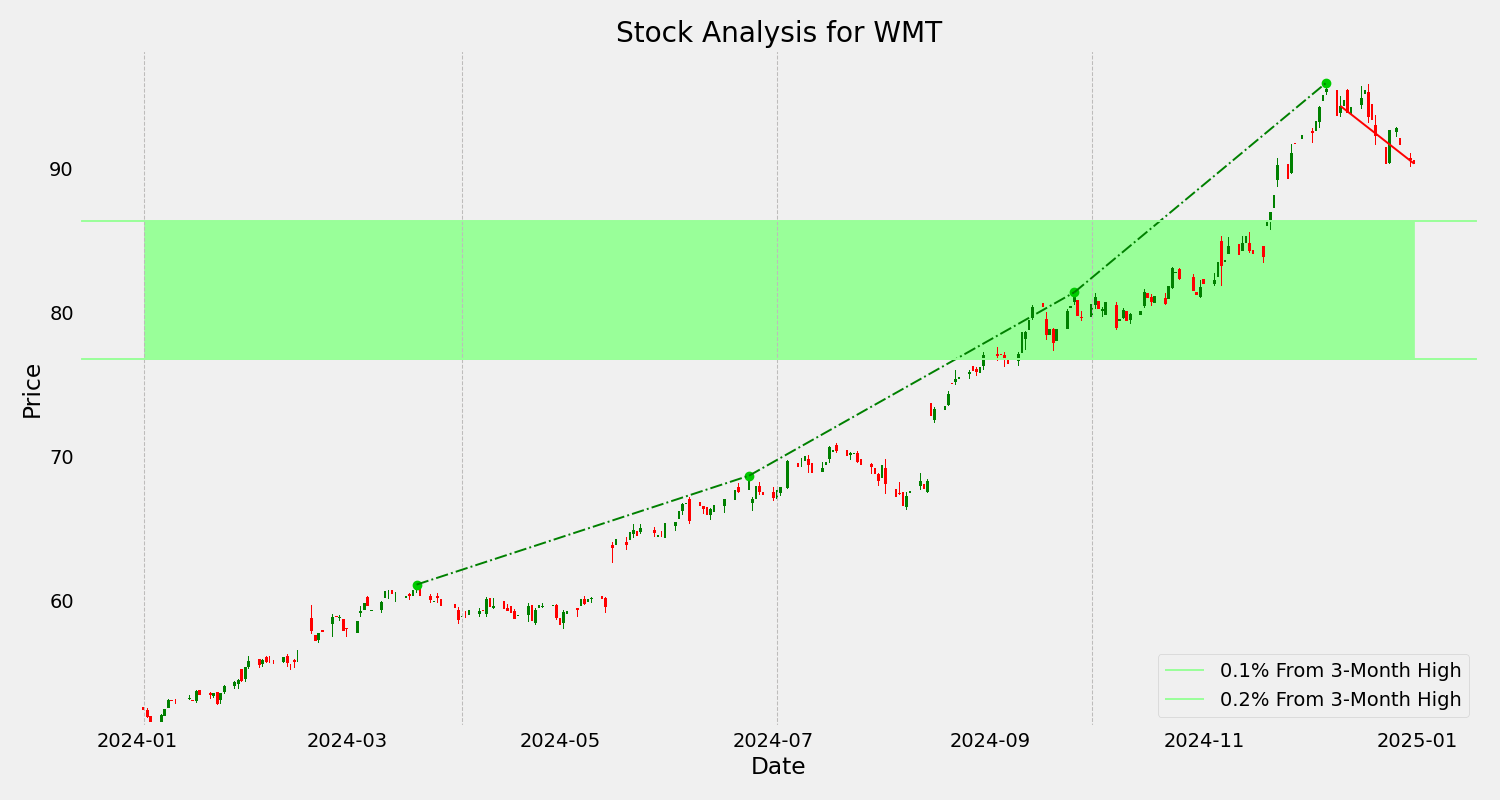 Stock Analysis for WMT
Price
90
80
70
60
0.1% From 3-Month High
0.2% From 3-Month High
2024-01 2024-03 2024-05 2024-07 2024-09 2024-11 2025-01
Date